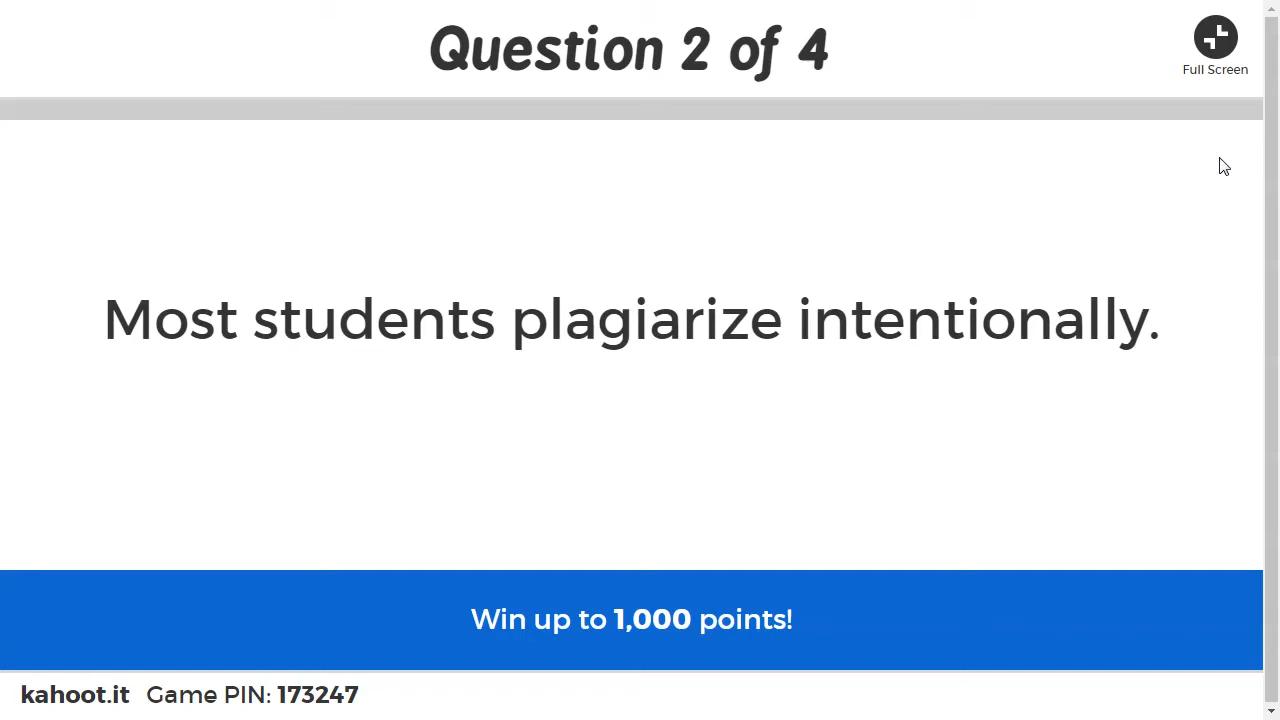 Question 2 of 4
Full Screen
Most students plagiarize intentionally.
Win up to 1,000 points!
kahoot.it Game PIN: 173247